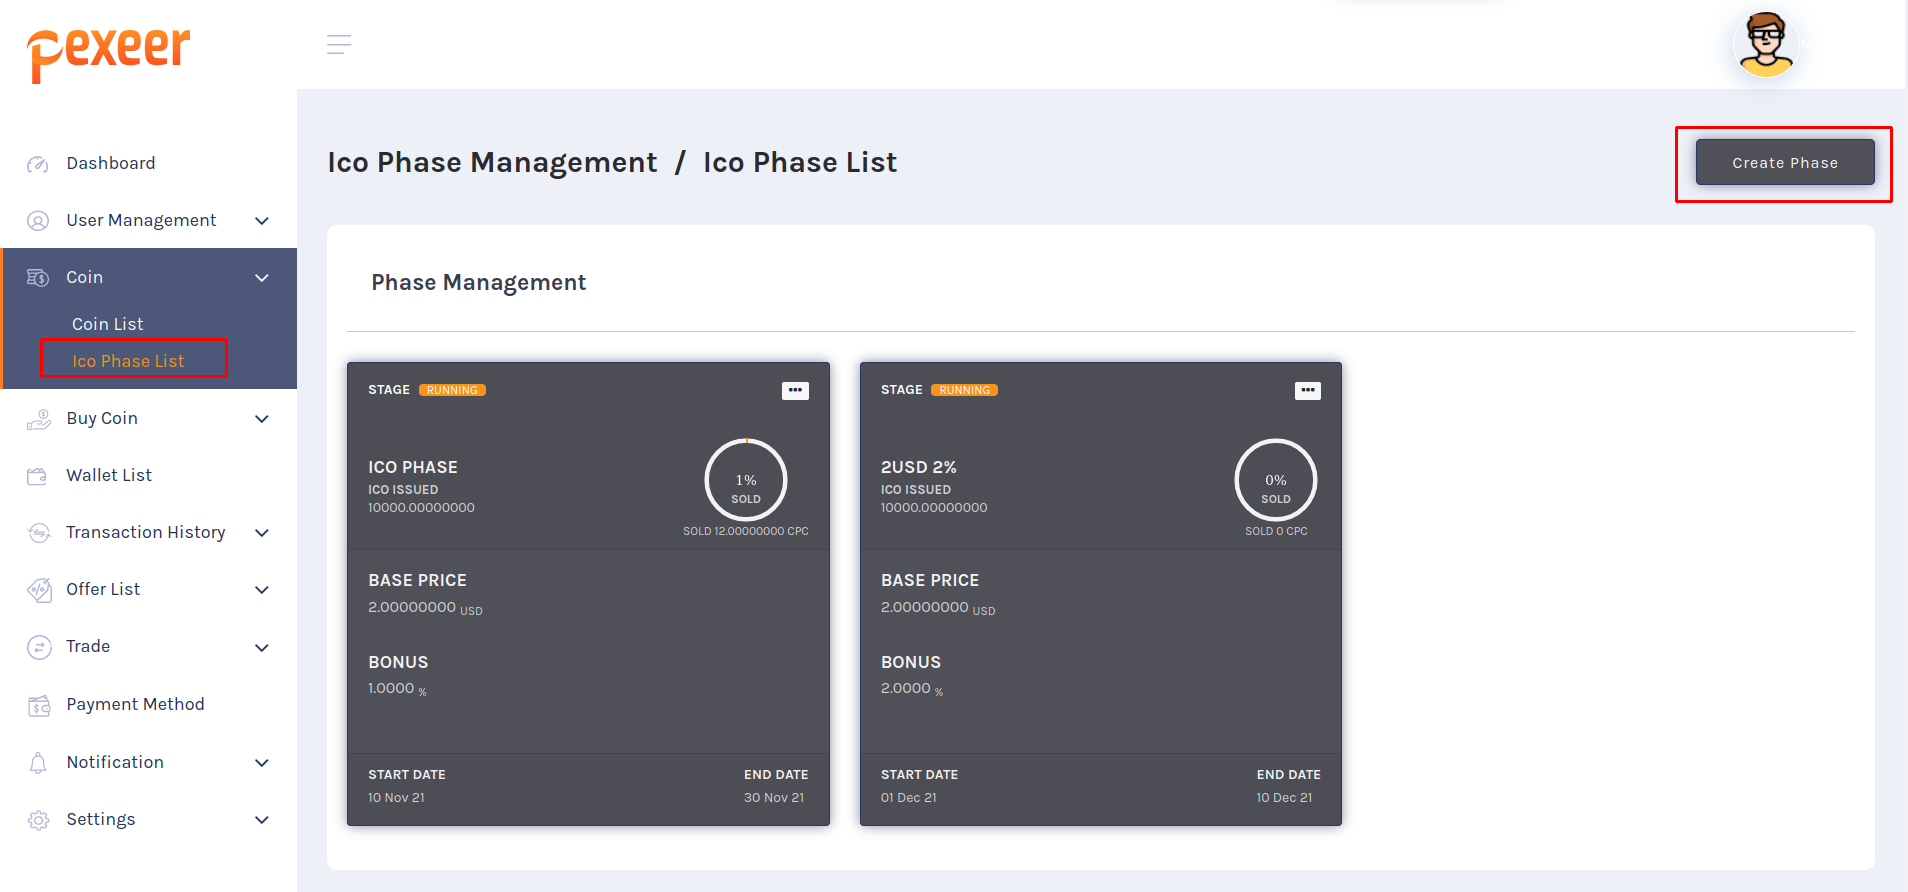 pexeer
Dashboard
User Management
Coin
Coin List
Ico Phase List
Buy Coin
Wallet List
Transaction History
Offer List
Trade
Payment Method
Notification
Settings
Ico Phase Management / Ico Phase List
Create Phase
Phase Management
STAGE RUNNING
ICO PHASE
ICO ISSUED
10000.00000000
1%
SOLD
SOLD 12.00000000 CPC
BASE PRICE
2.00000000 USD
BONUS
1.0000 %
START DATE
10 Nov 21
END DATE
30 Nov 21
STAGE RUNNING
2USD 2%
ICO ISSUED
10000.00000000
0%
SOLD
SOLD 0 CPC
BASE PRICE
2.00000000 USD
BONUS
2.0000 %
START DATE
01 Dec 21
END DATE
10 Dec 21